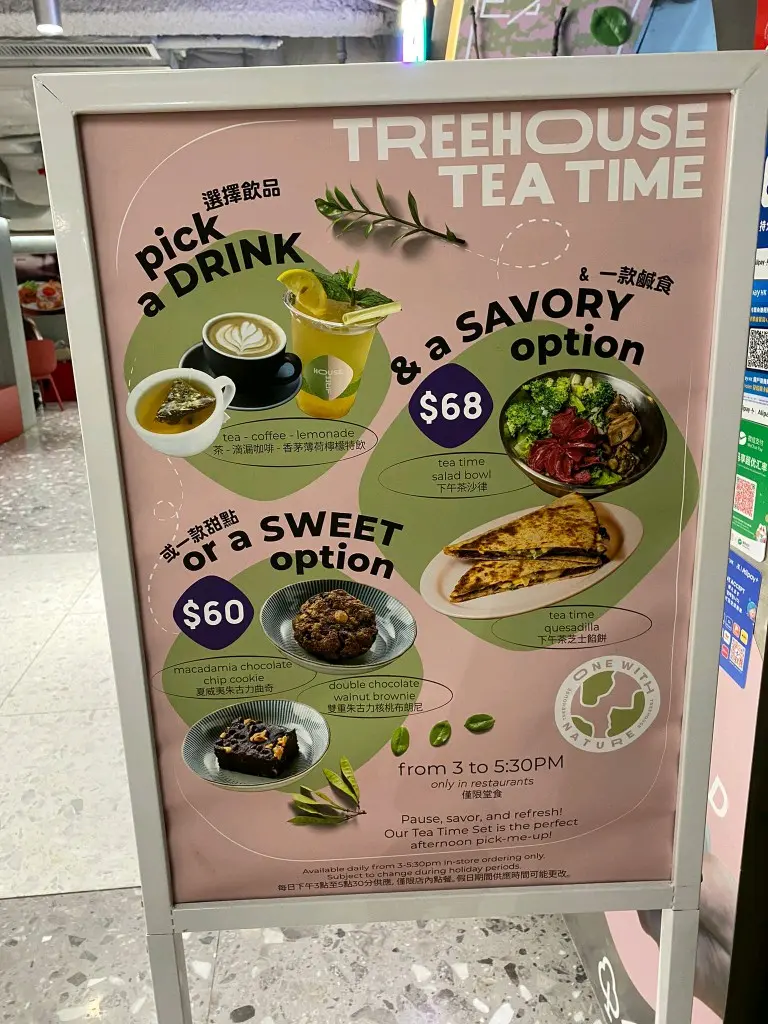 TREEHOUSE
TEA TIME
選擇飲品
pick
a DRINK
& 一款鹹食
& a SAVORY
option
$68
tea - coffee - lemonade
茶 - 滴漏咖啡 - 香茅薄荷檸檬特飲
tea time
salad bowl
下午茶沙律
或一款甜點
or a SWEET
option
$60
tea time
quesadilla
下午茶芝士餡餅
macadamia chocolate
chip cookie
夏威夷朱古力曲奇
double chocolate
walnut brownie
雙重朱古力核桃布朗尼
ONE WITH
NATURE
TREEHOUSE
TREEHOUSE
from 3 to 5:30PM
only in restaurants
僅限堂食
Pause, savor, and refresh!
Our Tea Time Set is the perfect
afternoon pick-me-up!
Available daily from 3-5:30pm in-store ordering only.
Subject to change during holiday periods.
每日下午3點至5點30分供應, 僅限店內點餐, 假日期間供應時間可能更改。